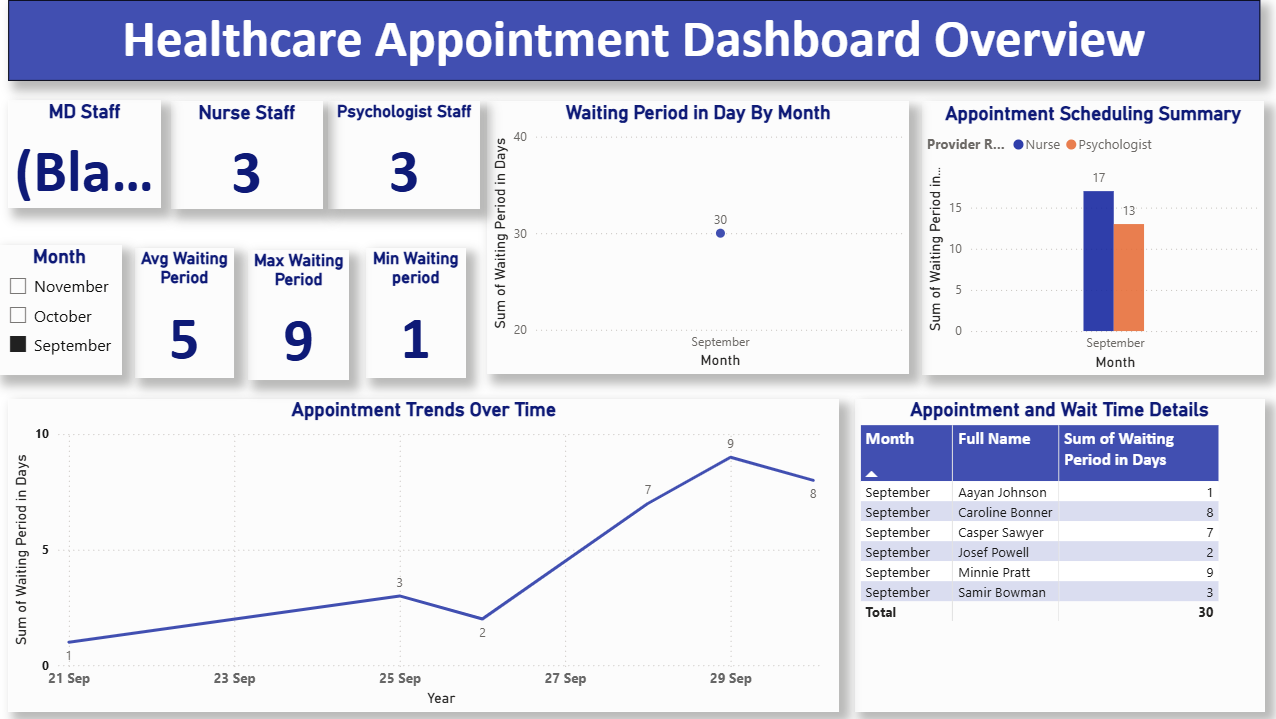 Healthcare Appointment Dashboard Overview
MD Staff
(Bla...
Nurse Staff
3
Psychologist Staff
3
Month
November
October
September
Avg Waiting
Period
5
Max Waiting
Period
9
Min Waiting
period
1
Waiting Period in Day By Month
Sum of Waiting Period in Days
40
30
20
30
September
Month
Appointment Scheduling Summary
Provider R... Nurse Psychologist
Sum of Waiting Period in...
15
10
5
0
17
13
September
Month
Appointment Trends Over Time
Sum of Waiting Period in Days
10
5
0
1
3
2
7
9
8
21 Sep 23 Sep 25 Sep 27 Sep 29 Sep
Year
Appointment and Wait Time Details
Month Full Name Sum of Waiting
Period in Days
September Aayan Johnson 1
September Caroline Bonner 8
September Casper Sawyer 7
September Josef Powell 2
September Minnie Pratt 9
September Samir Bowman 3
Total 30